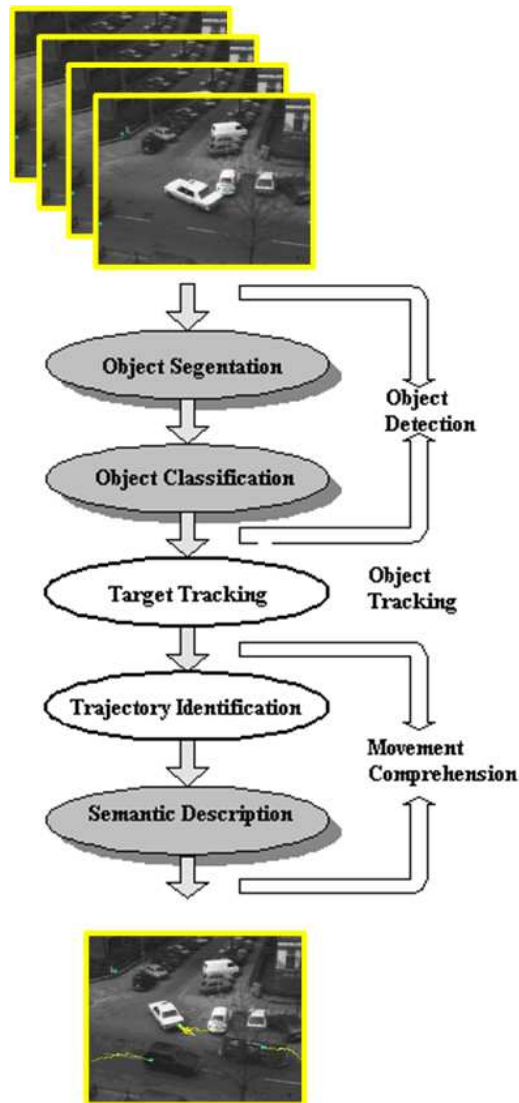 Object Segentation
Object
Detection
Object Classification
Target Tracking
Object
Tracking
Trajectory Identification
Movement
Comprehension
Semantic Description